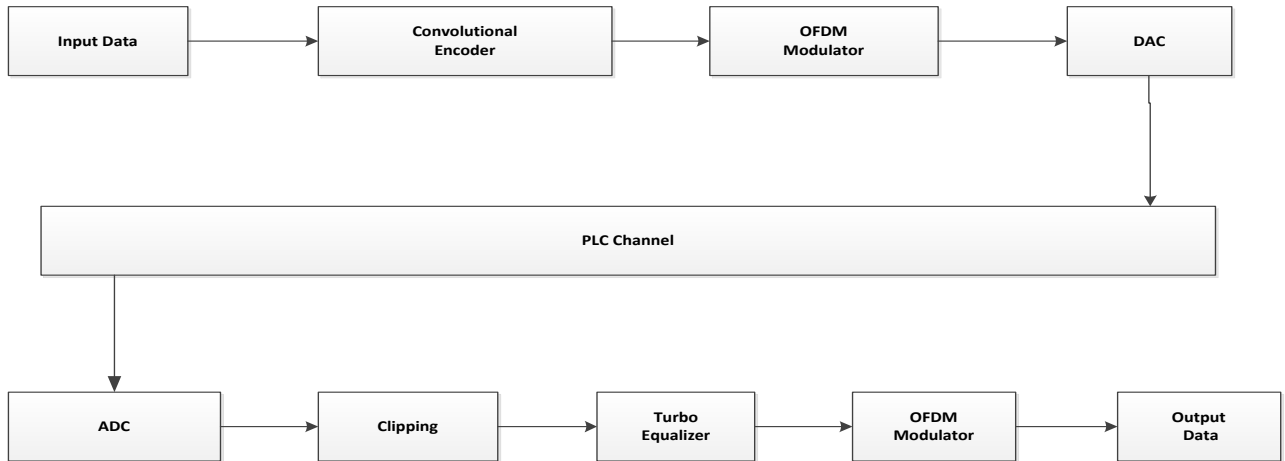 Input Data
Convolutional
Encoder
OFDM
Modulator
DAC
PLC Channel
ADC
Clipping
Turbo
Equalizer
OFDM
Modulator
Output
Data